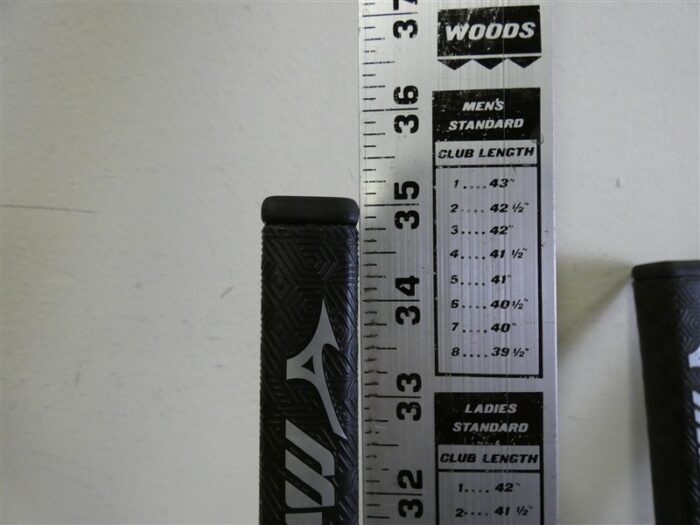 37
36
35
34
33
32
WOODS
MEN'S
STANDARD
CLUB LENGTH
1....43"
2....42 ½"
3....42"
4....41 ½"
5....41"
6....40 ½"
7....40"
8....39 ½"
LADIES
STANDARD
CLUB LENGTH
1....42"
2..41 ½"